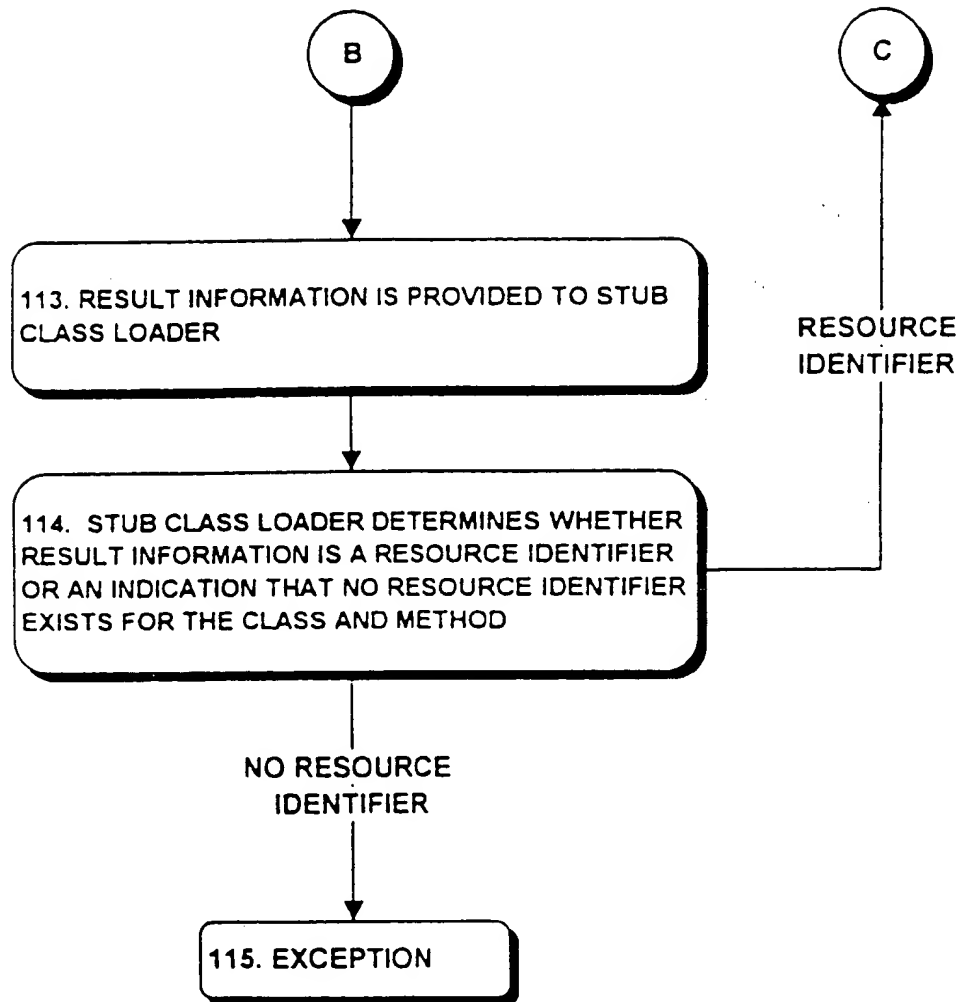 B
C
113. RESULT INFORMATION IS PROVIDED TO STUB
CLASS LOADER
RESOURCE
IDENTIFIER
114. STUB CLASS LOADER DETERMINES WHETHER
RESULT INFORMATION IS A RESOURCE IDENTIFIER
OR AN INDICATION THAT NO RESOURCE IDENTIFIER
EXISTS FOR THE CLASS AND METHOD
NO RESOURCE
IDENTIFIER
115. EXCEPTION